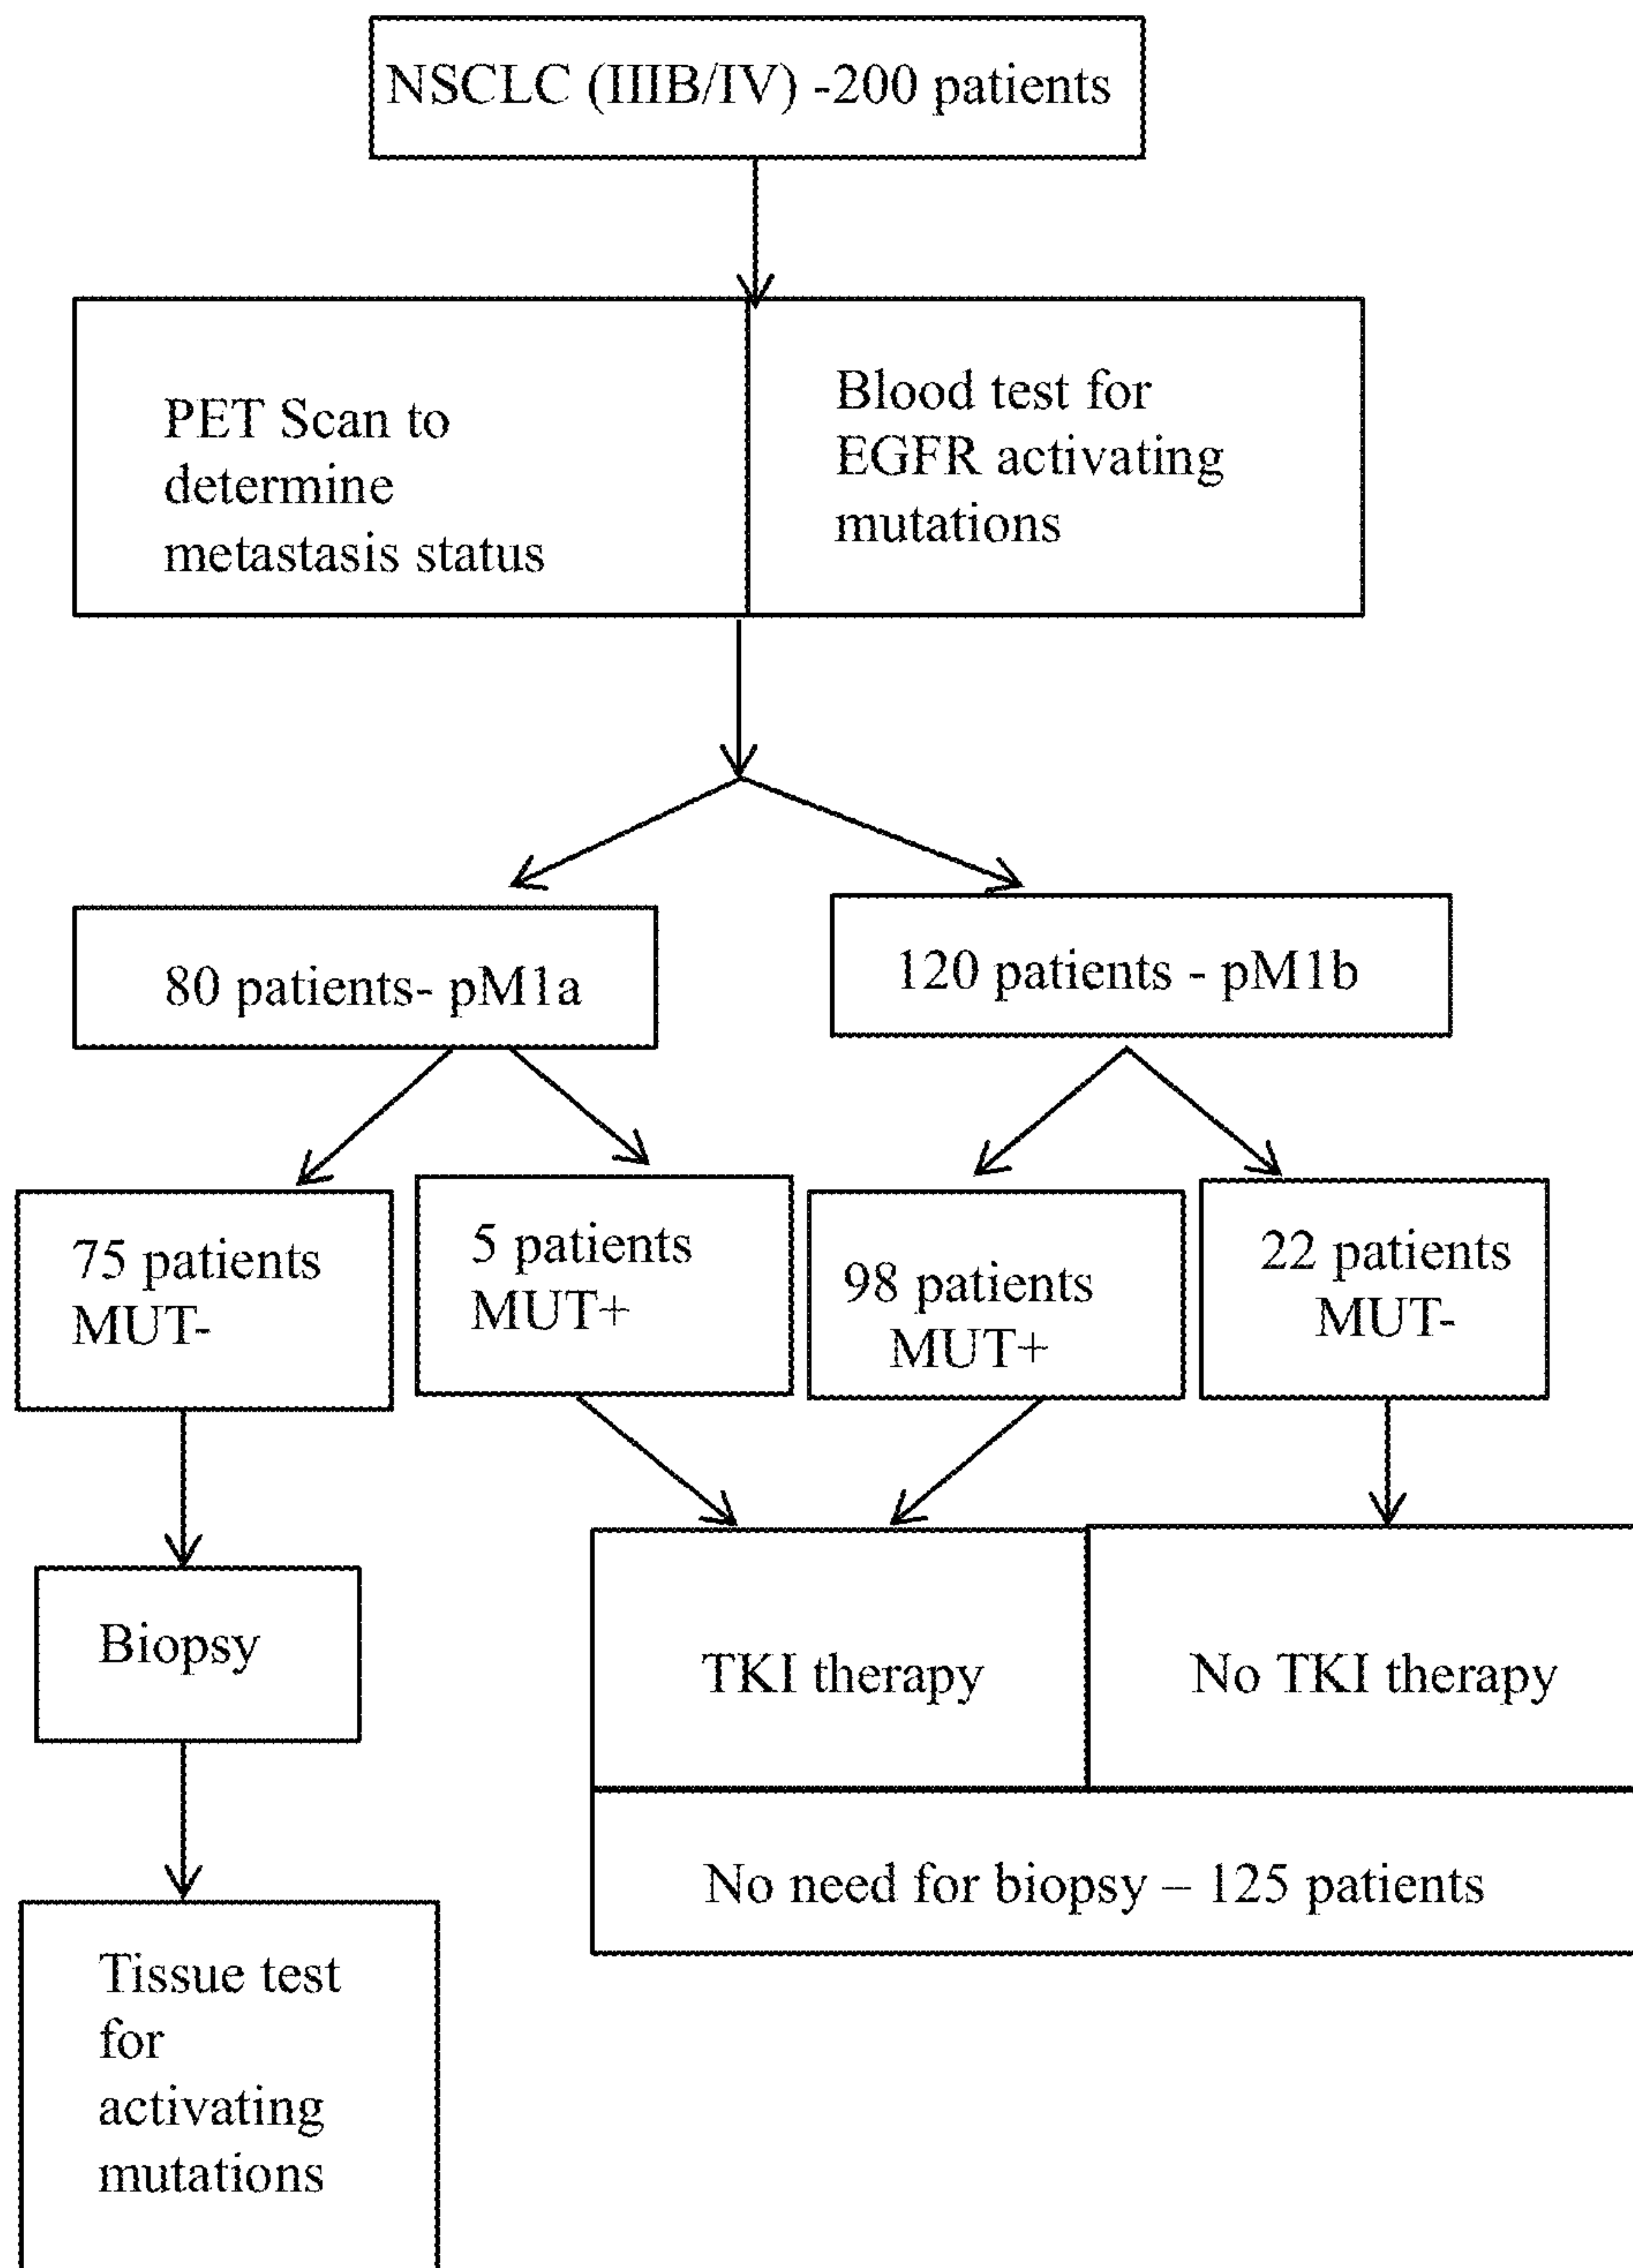 NSCLC (IIIB/IV) -200 patients
PET Scan to
determine
metastasis status
Blood test for
EGFR activating
mutations
80 patients- pM1a
120 patients - pM1b
75 patients
MUT-
5 patients
MUT+
98 patients
MUT+
22 patients
MUT-
Biopsy
TKI therapy
No TKI therapy
No need for biopsy – 125 patients
Tissue test
for
activating
mutations